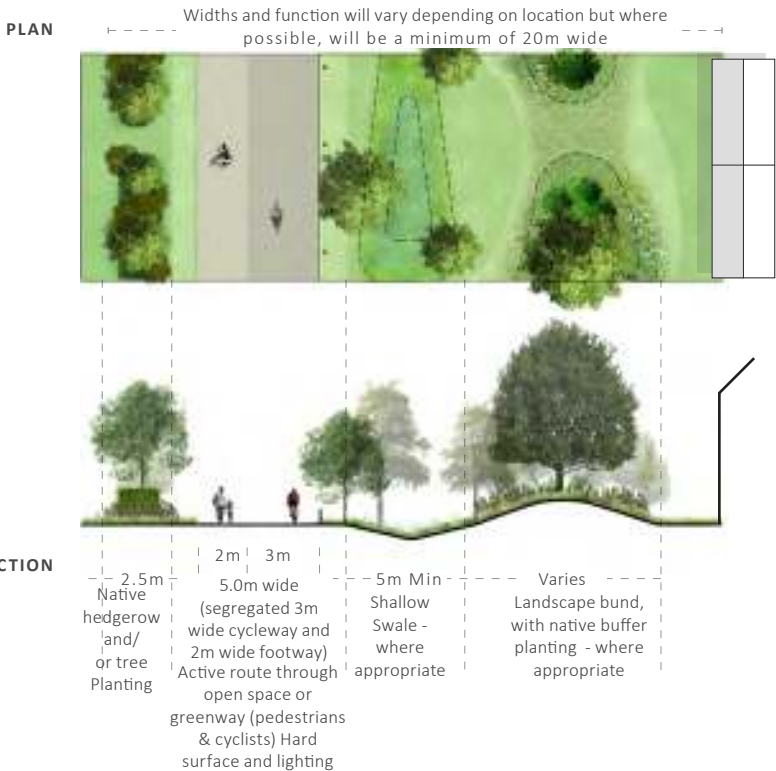 PLAN
Widths and function will vary depending on location but where
possible, will be a minimum of 20m wide
CTION
2m
3m
2.5m
Native
hedgerow
and/
or tree
Planting
5.0m wide
(segregated 3m
wide cycleway and
2m wide footway)
Active route through
open space or
greenway (pedestrians
& cyclists) Hard
surface and lighting
5m Min
Shallow
Swale -
where
appropriate
Varies
Landscape bund,
with native buffer
planting - where
appropriate